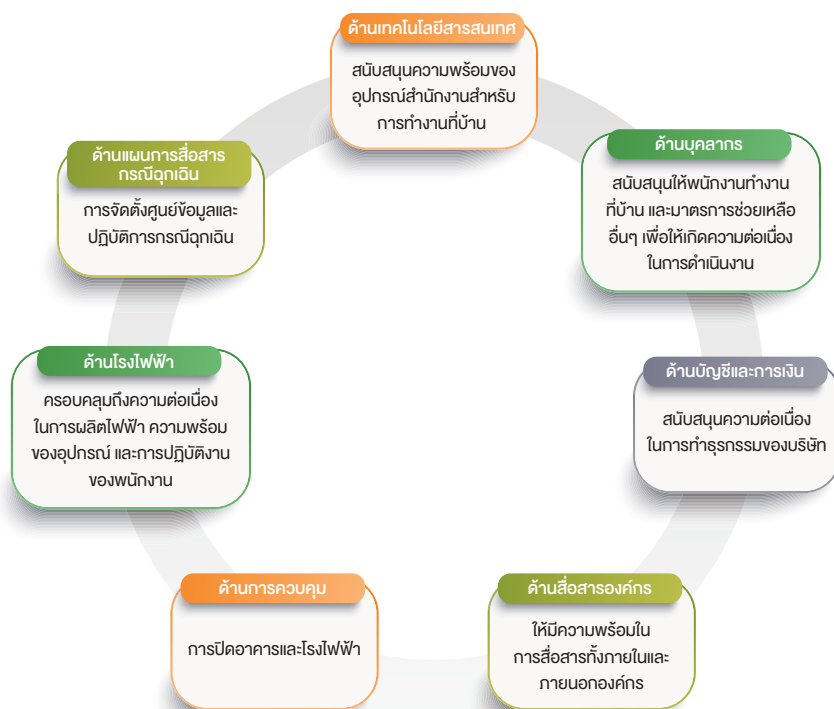 ด้านเทคโนโลยีสารสนเทศ
สนับสนุนความพร้อมของ
อุปกรณ์สำนักงานสำหรับ
การทำงานที่บ้าน
ด้านบุคลากร
สนับสนุนให้พนักงานทำงาน
ที่บ้าน และมาตรการช่วยเหลือ
อื่นๆ เพื่อให้เกิดความต่อเนื่อง
ในการดำเนินงาน
ด้านบัญชีและการเงิน
สนับสนุนความต่อเนื่อง
ในการทำธุรกรรมของบริษัท
ด้านสื่อสารองค์กร
ให้มีความพร้อมใน
การสื่อสารทั้งภายในและ
ภายนอกองค์กร
ด้านการควบคุม
การปิดอาคารและโรงไฟฟ้า
ด้านโรงไฟฟ้า
ครอบคลุมถึงความต่อเนื่อง
ในการผลิตไฟฟ้า ความพร้อม
ของอุปกรณ์ และการปฏิบัติงาน
ของพนักงาน
ด้านแผนการสื่อสาร
กรณีฉุกเฉิน
การจัดตั้งศูนย์ข้อมูลและ
ปฏิบัติการกรณีฉุกเฉิน